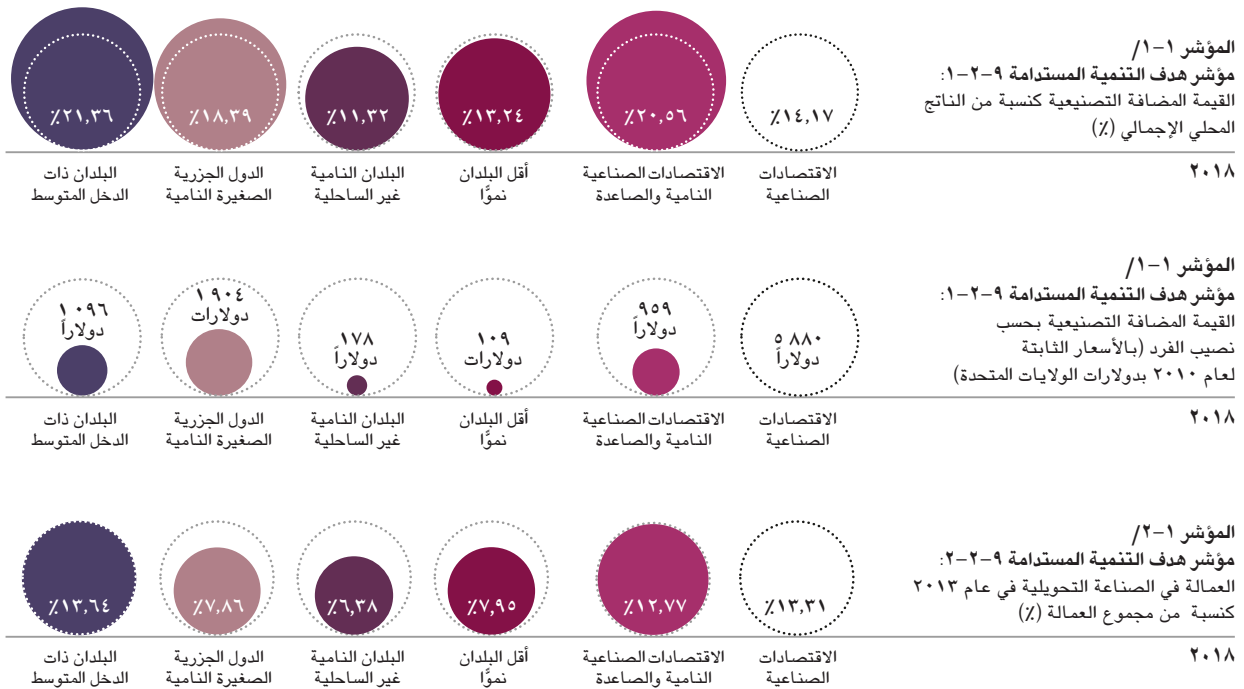 المؤشر ١-١/
مؤشر هدف التنمية المستدامة ٩-٢-١:
القيمة المضافة التصنيعية كنسبة من الناتج
المحلي الإجمالي (٪)
٢٠١٨
١٤,١٧٪
٢٠,٥٦٪
١٣,٢٤٪
١١,٣٢٪
١٨,٣٩٪
٢١,٣٦٪
الاقتصادات
الصناعية
الاقتصادات الصناعية
النامية والصاعدة
أقل البلدان
نموًّا
البلدان النامية
غير الساحلية
الدول الجزرية
الصغيرة النامية
البلدان ذات
الدخل المتوسط
المؤشر ١-١/
مؤشر هدف التنمية المستدامة ٩-٢-١:
القيمة المضافة التصنيعية بحسب
نصيب الفرد (بالأسعار الثابتة
لعام ٢٠١٠ بدولارات الولايات المتحدة)
٢٠١٨
٥ ٨٨٠
دولاراً
٩٥٩
دولاراً
١٠٩
دولارات
١٧٨
دولاراً
١ ٩٠٤
دولارات
١ ٠٩٦
دولاراً
الاقتصادات
الصناعية
الاقتصادات الصناعية
النامية والصاعدة
أقل البلدان
نموًّا
البلدان النامية
غير الساحلية
الدول الجزرية
الصغيرة النامية
البلدان ذات
الدخل المتوسط
المؤشر ١-٢/
مؤشر هدف التنمية المستدامة ٩-٢-٢:
العمالة في الصناعة التحويلية في عام ٢٠١٣
كنسبة من مجموع العمالة (٪)
٢٠١٨
١٣,٣١٪
١٢,٧٧٪
٧,٩٥٪
٦,٣٨٪
٧,٨٦٪
١٣,٦٤٪
الاقتصادات
الصناعية
الاقتصادات الصناعية
النامية والصاعدة
أقل البلدان
نموًّا
البلدان النامية
غير الساحلية
الدول الجزرية
الصغيرة النامية
البلدان ذات
الدخل المتوسط